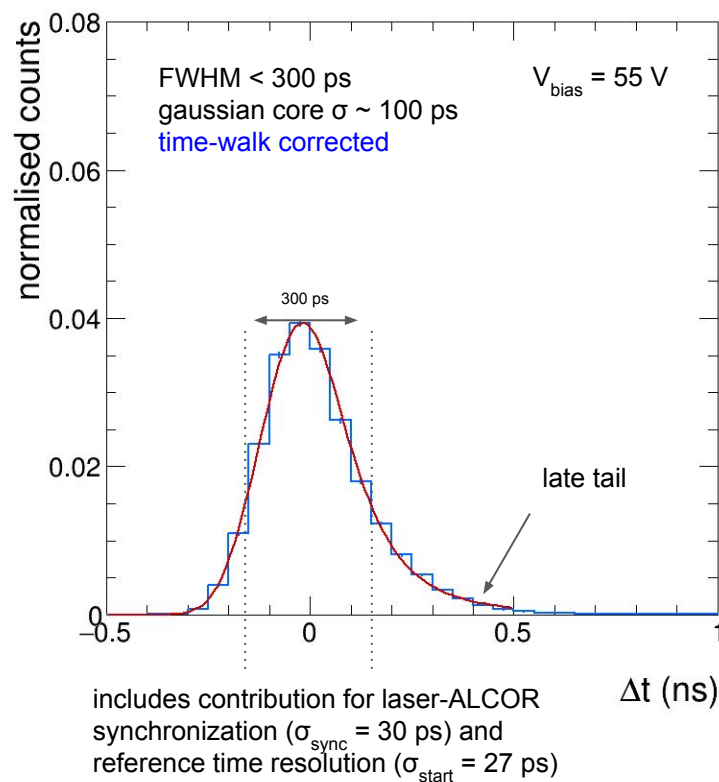 0.08
FWHM < 300 ps
V_bias = 55 V
gaussian core σ ~ 100 ps
time-walk corrected
normalised counts
0.06
300 ps
0.04
late tail
0.02
0
−0.5
0
0.5
1
Δt (ns)
includes contribution for laser-ALCOR
synchronization (σ_sync = 30 ps) and
reference time resolution (σ_start = 27 ps)